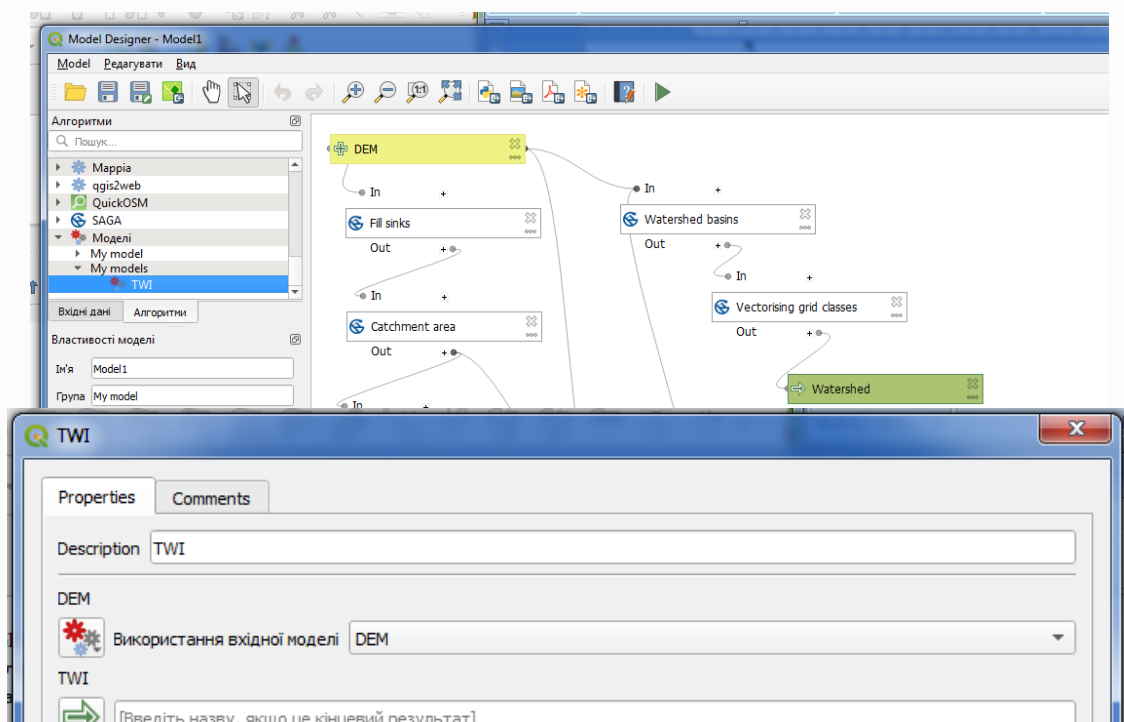 Model Designer - Model1
Model Редагувати Вид
Алгоритми
Пошук...
Mappia
qgis2web
QuickOSM
SAGA
Моделі
My model
My models
TWI
Вхідні дані Алгоритми
Властивості моделі
Ім'я Model1
Група My model
DEM
In +
Fill sinks
Out +
In +
Catchment area
Out +
In +
In +
Watershed basins
Out +
In +
Vectorising grid classes
Out +
Watershed
TWI
Properties Comments
Description TWI
DEM
Використання вхідної моделі DEM
TWI
[Введіть назву, якщо це кінцевий результат]